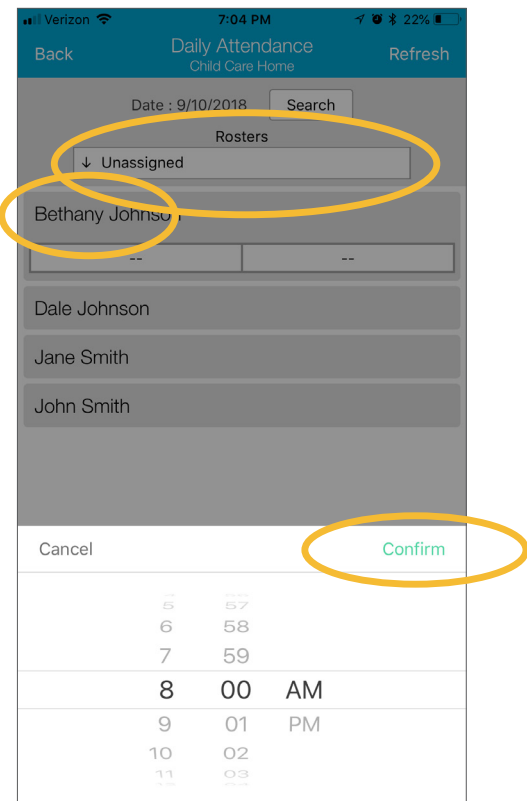 Verizon 7:04 PM 22%
Back Daily Attendance Refresh
Child Care Home
Date : 9/10/2018 Search
Rosters
↓ Unassigned
Bethany Johnson
-- --
Dale Johnson
Jane Smith
John Smith
Cancel Confirm
5 57
6 58
7 59
8 00 AM
9 01 PM
10 02
11 03